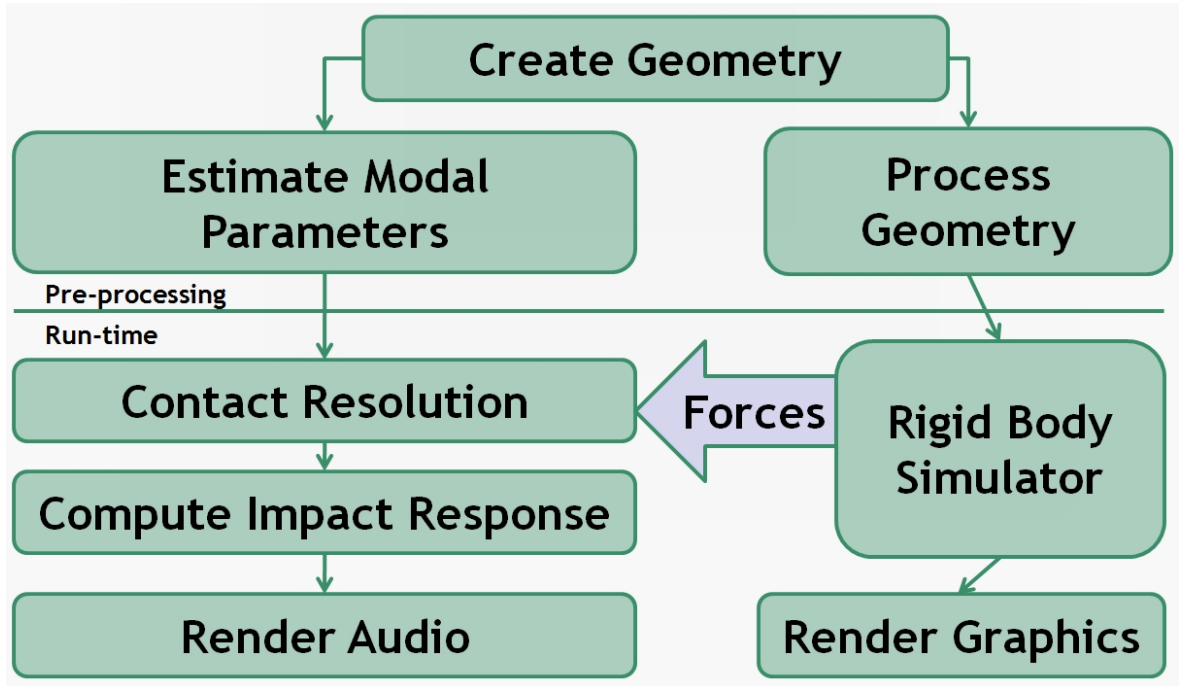 Create Geometry
Estimate Modal
Parameters
Process
Geometry
Pre-processing
Run-time
Contact Resolution
Forces
Rigid Body
Simulator
Compute Impact Response
Render Audio
Render Graphics